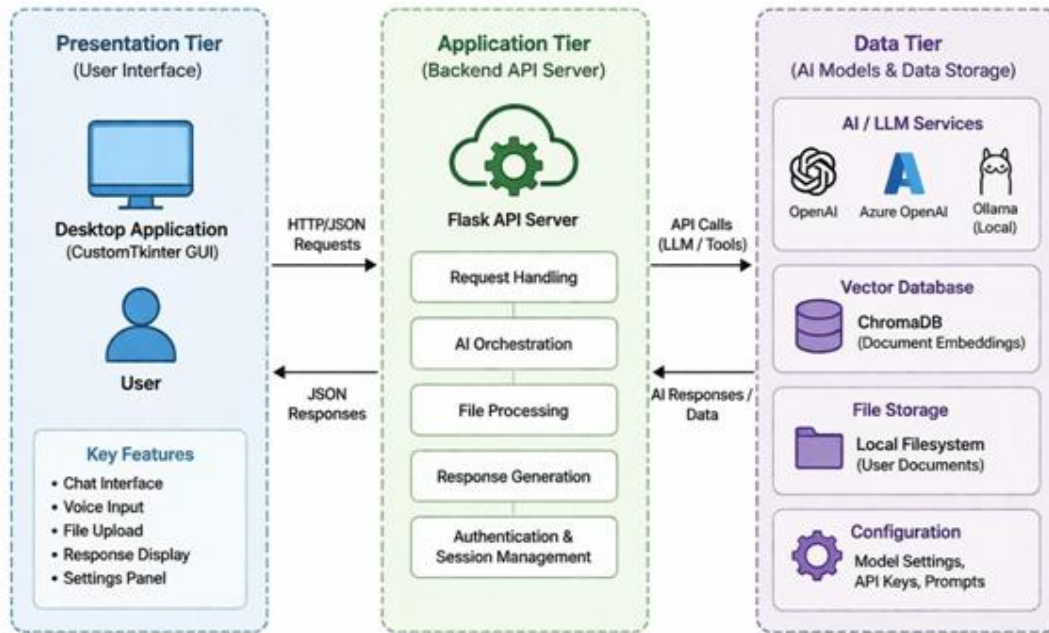 Presentation Tier
(User Interface)
Desktop Application
(CustomTkinter GUI)
User
Key Features
• Chat Interface
• Voice Input
• File Upload
• Response Display
• Settings Panel
HTTP/JSON
Requests
JSON
Responses
Application Tier
(Backend API Server)
Flask API Server
Request Handling
AI Orchestration
File Processing
Response Generation
Authentication &
Session Management
API Calls
(LLM / Tools)
AI Responses /
Data
Data Tier
(AI Models & Data Storage)
AI / LLM Services
OpenAI
Azure OpenAI
Ollama
(Local)
Vector Database
ChromaDB
(Document Embeddings)
File Storage
Local Filesystem
(User Documents)
Configuration
Model Settings,
API Keys, Prompts